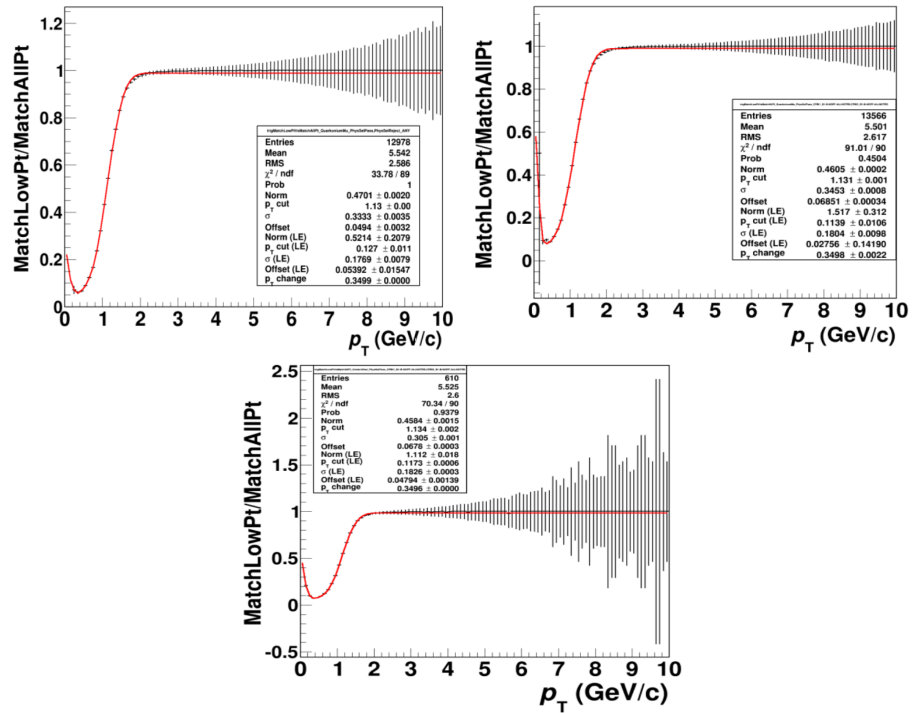 MatchLowPt/MatchAllPt
1.2
1
0.8
0.6
0.4
0.2
0
Entries 12978
Mean 5.542
RMS 2.586
χ² / ndf 33.78 / 89
Prob 1
Norm 0.4701 ± 0.0020
p_T cut 1.13 ± 0.00
σ 0.3333 ± 0.0035
Offset 0.0494 ± 0.0032
Norm (LE) 0.5214 ± 0.2079
p_T cut (LE) 0.127 ± 0.011
σ (LE) 0.1769 ± 0.0079
Offset (LE) 0.05392 ± 0.01547
p_T change 0.3499 ± 0.0000
0 1 2 3 4 5 6 7 8 9 10
p_T (GeV/c)
MatchLowPt/MatchAllPt
1
0.8
0.6
0.4
0.2
0
Entries 13566
Mean 5.501
RMS 2.617
χ² / ndf 91.01 / 90
Prob 0.4504
Norm 0.4605 ± 0.0002
p_T cut 1.131 ± 0.001
σ 0.3453 ± 0.0008
Offset 0.06851 ± 0.00034
Norm (LE) 1.517 ± 0.312
p_T cut (LE) 0.1139 ± 0.0106
σ (LE) 0.1804 ± 0.0098
Offset (LE) 0.02756 ± 0.14190
p_T change 0.3498 ± 0.0022
0 1 2 3 4 5 6 7 8 9 10
p_T (GeV/c)
MatchLowPt/MatchAllPt
2.5
2
1.5
1
0.5
0
-0.5
Entries 610
Mean 5.525
RMS 2.6
χ² / ndf 70.34 / 90
Prob 0.9379
Norm 0.4584 ± 0.0015
p_T cut 1.134 ± 0.002
σ 0.305 ± 0.001
Offset 0.0678 ± 0.0003
Norm (LE) 1.112 ± 0.018
p_T cut (LE) 0.1173 ± 0.0006
σ (LE) 0.1826 ± 0.0003
Offset (LE) 0.04794 ± 0.00139
p_T change 0.3496 ± 0.0000
0 1 2 3 4 5 6 7 8 9 10
p_T (GeV/c)